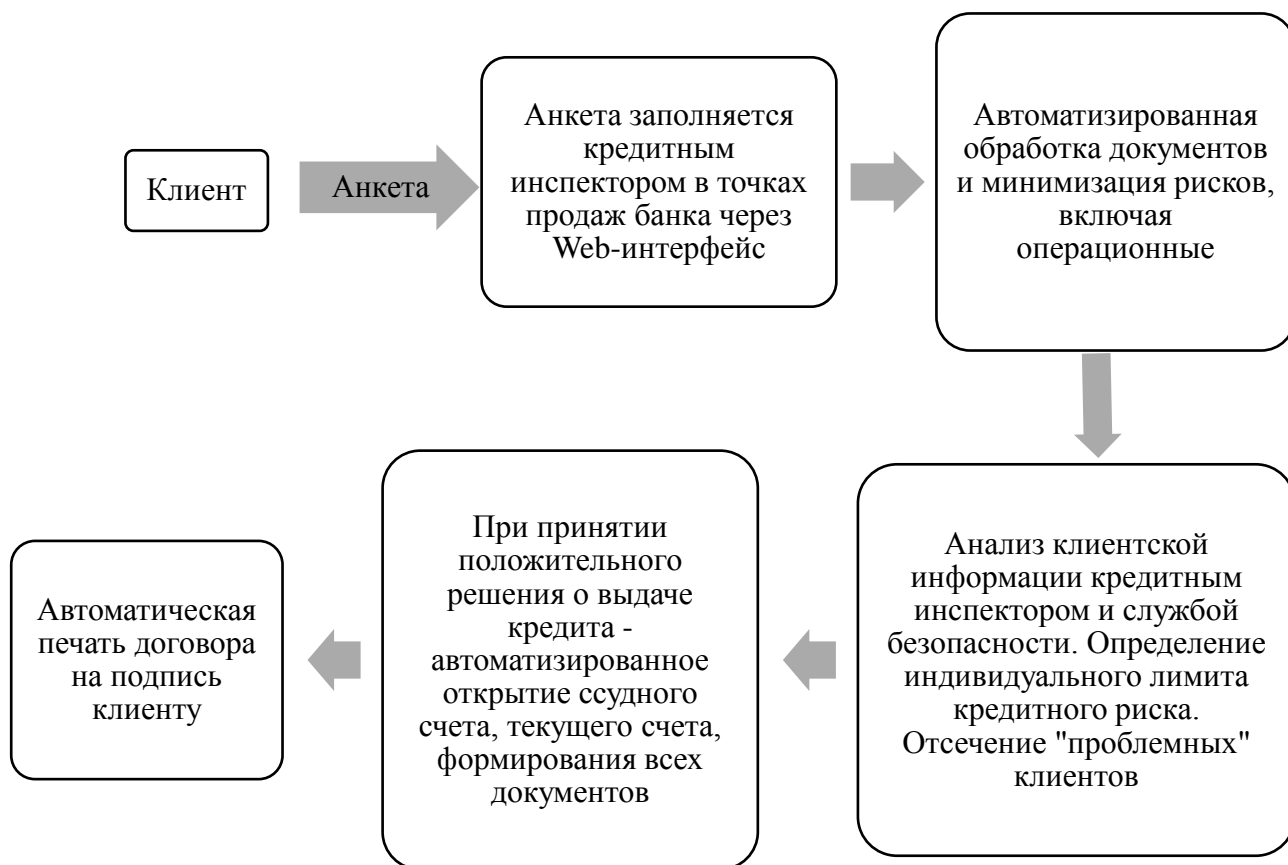 Клиент
Анкета
Анкета заполняется
кредитным
инспектором в точках
продаж банка через
Web-интерфейс
Автоматизированная
обработка документов
и минимизация рисков,
включая
операционные
Анализ клиентской
информации кредитным
инспектором и службой
безопасности. Определение
индивидуального лимита
кредитного риска.
Отсечение "проблемных"
клиентов
При принятии
положительного
решения о выдаче
кредита -
автоматизированное
открытие ссудного
счета, текущего счета,
формирования всех
документов
Автоматическая
печать договора
на подпись
клиенту